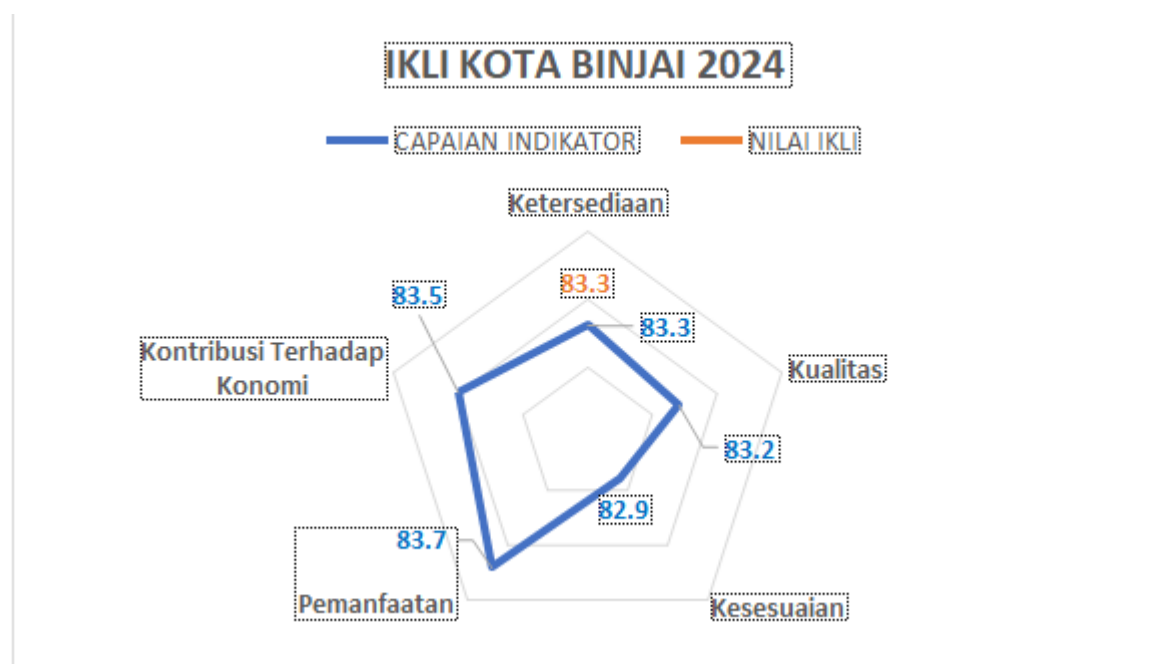 IKLI KOTA BINJAI 2024
CAPAIAN INDIKATOR
NILAI IKLI
Ketersediaan
83.3
83.5
83.3
Kontribusi Terhadap
Konomi
Kualitas
83.2
82.9
83.7
Pemanfaatan
Kesesuaian